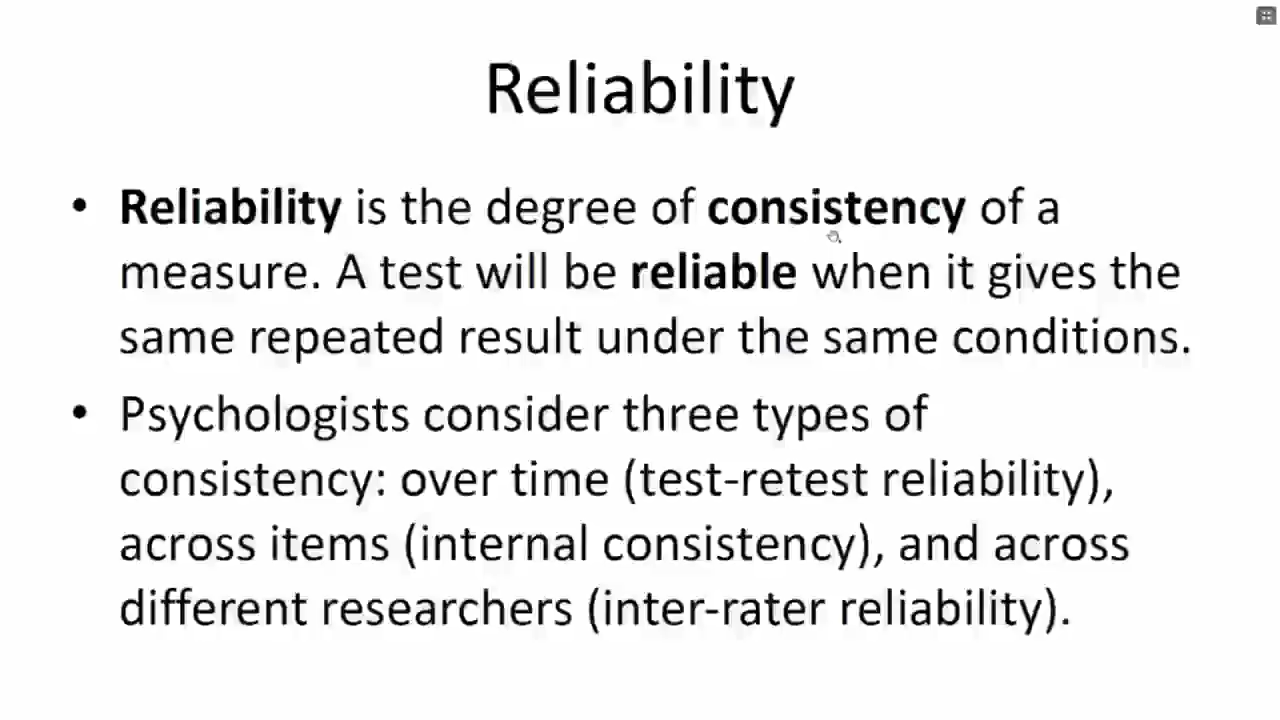 Reliability
• Reliability is the degree of consistency of a
measure. A test will be reliable when it gives the
same repeated result under the same conditions.
• Psychologists consider three types of
consistency: over time (test-retest reliability),
across items (internal consistency), and across
different researchers (inter-rater reliability).